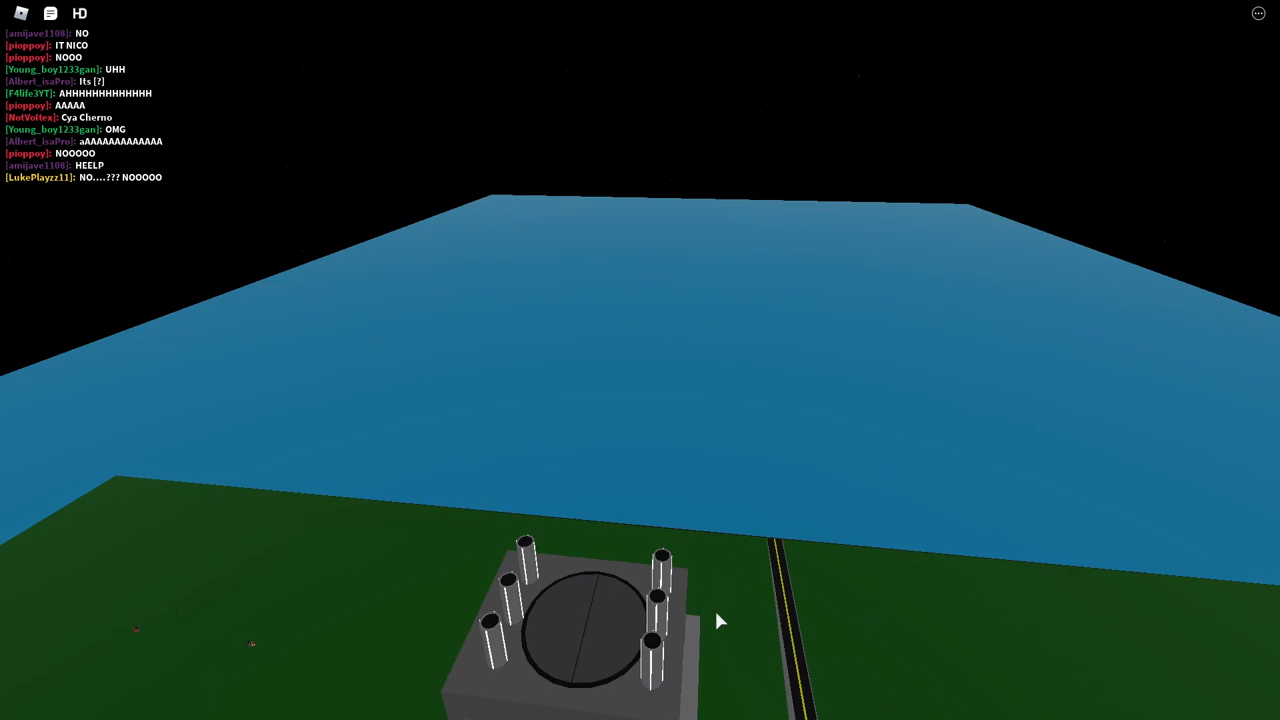 HD
[amijave1108]: NO
[pioppoy]: IT NICO
[pioppoy]: NOOO
[Young_boy1233gan]: UHH
[Albert_isaPro]: Its [?]
[F4life3YT]: AHHHHHHHHHHHHH
[pioppoy]: AAAAA
[NotVoltex]: Cya Cherno
[Young_boy1233gan]: OMG
[Albert_isaPro]: aAAAAAAAAAAAAA
[pioppoy]: NOOOOO
[amijave1108]: HEELP
[LukePlayzz11]: NO....??? NOOOOO